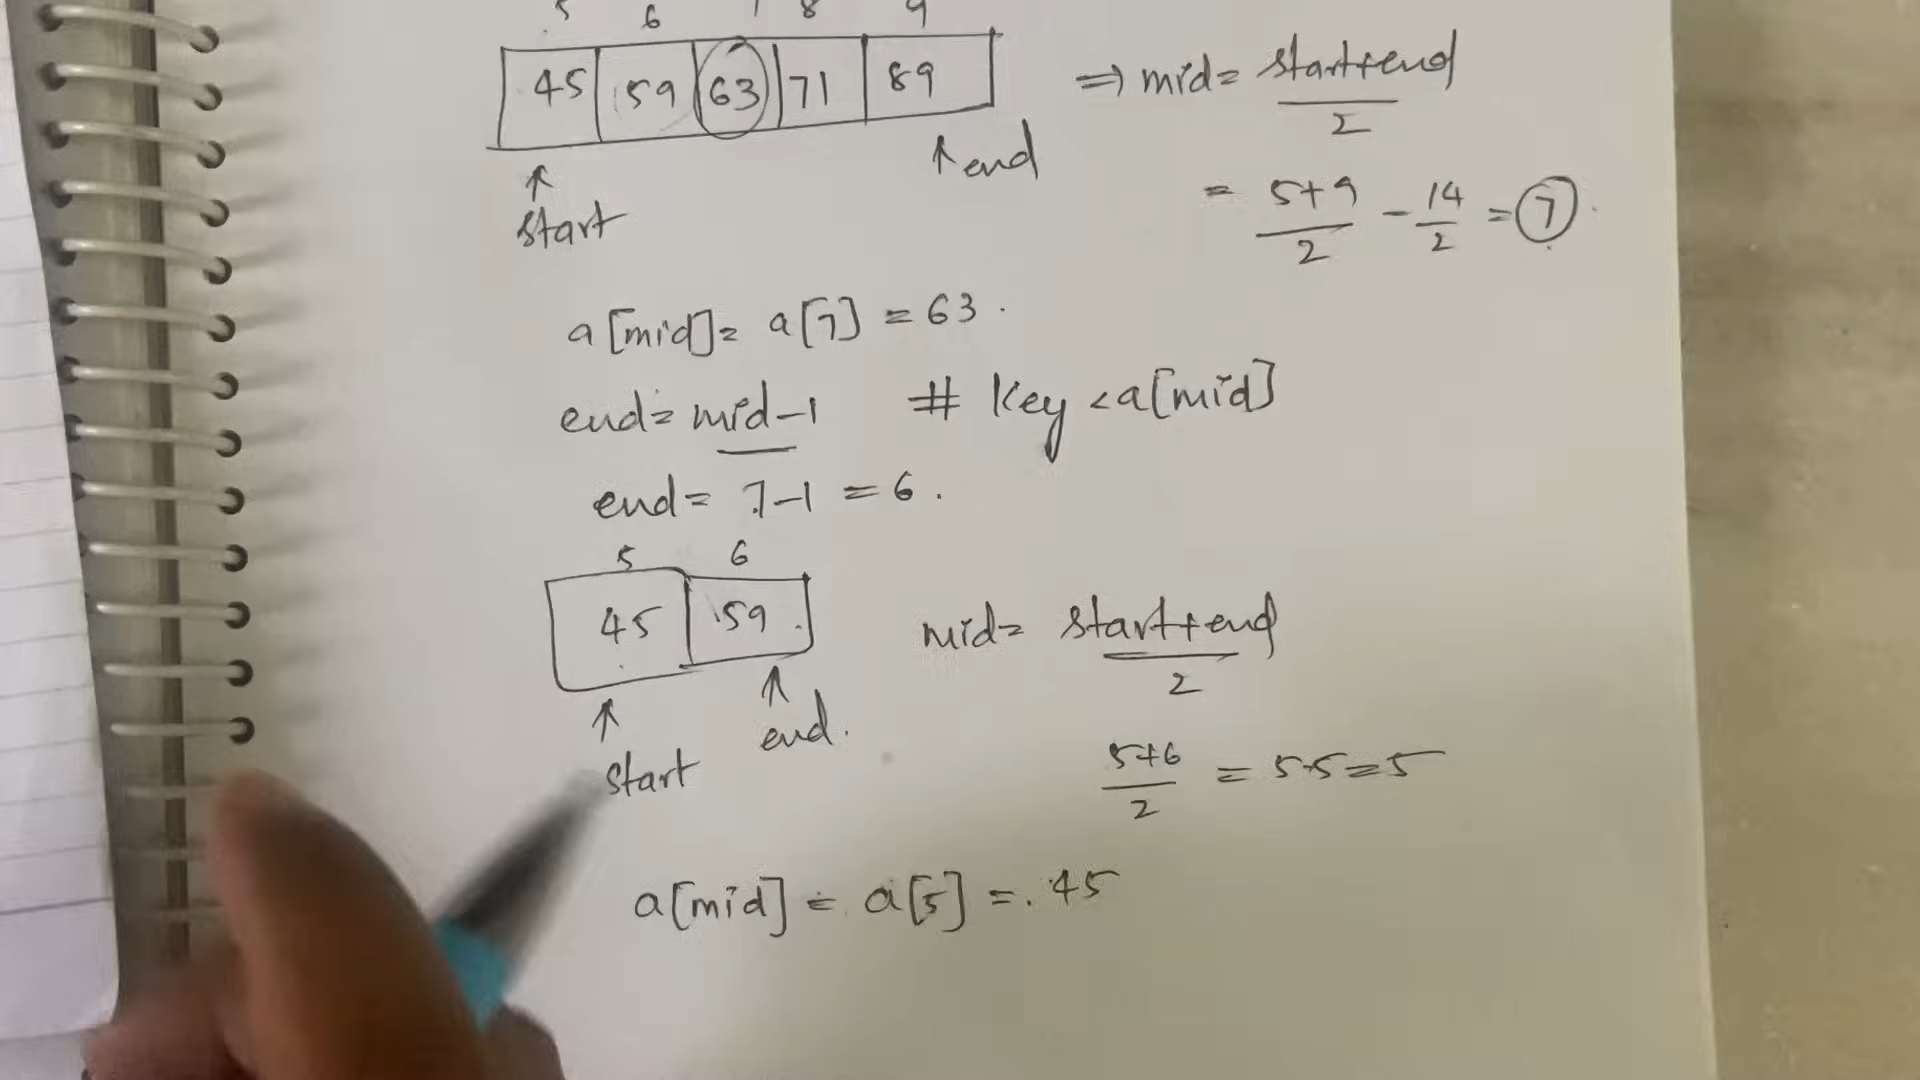 5 6 7 8 9
45 59 63 71 89
⇒ mid = start+end / 2
↑ start ↑ end
= 5+9 / 2 - 14 / 2 = 7
a[mid] = a[7] = 63.
end = mid-1 # key < a[mid]
end = 7-1 = 6.
5 6
45 59
mid = start+end / 2
↑ start ↑ end.
5+6 / 2 = 5.5 = 5
a[mid] = a[5] = 45